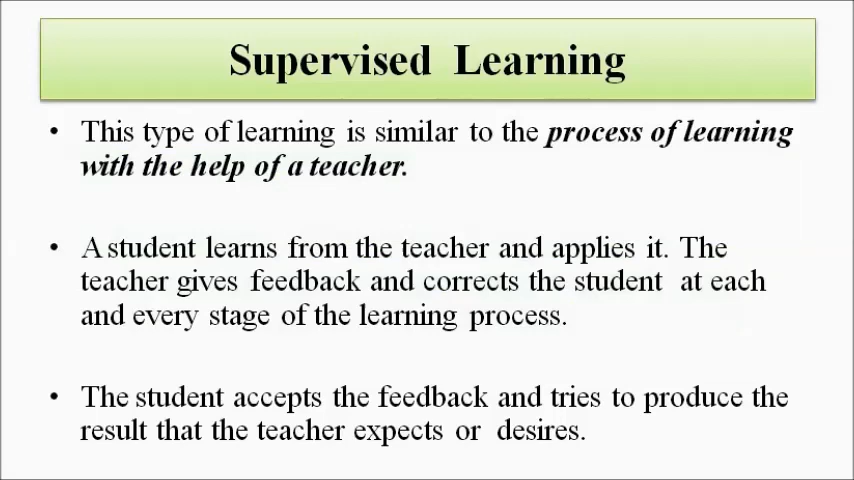 Supervised Learning
• This type of learning is similar to the process of learning
with the help of a teacher.
• A student learns from the teacher and applies it. The
teacher gives feedback and corrects the student at each
and every stage of the learning process.
• The student accepts the feedback and tries to produce the
result that the teacher expects or desires.